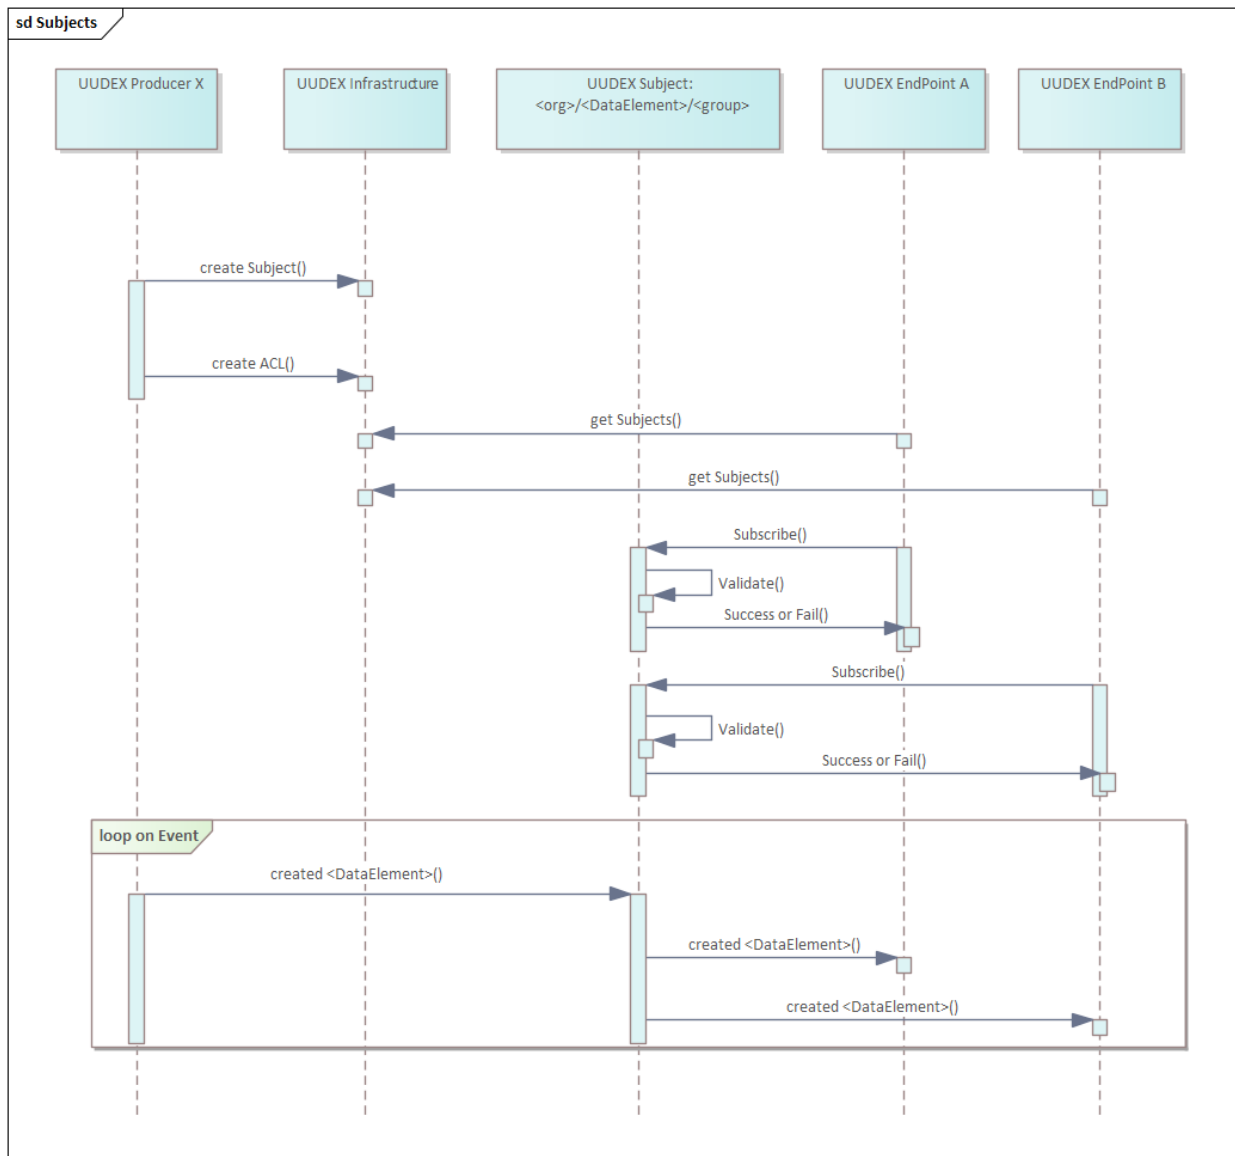 sd Subjects
UUDEX Producer X
UUDEX Infrastructure
UUDEX Subject:
<org>/<DataElement>/<group>
UUDEX EndPoint A
UUDEX EndPoint B
create Subject()
create ACL()
get Subjects()
get Subjects()
Subscribe()
Validate()
Success or Fail()
Subscribe()
Validate()
Success or Fail()
loop on Event
created <DataElement>()
created <DataElement>()
created <DataElement>()